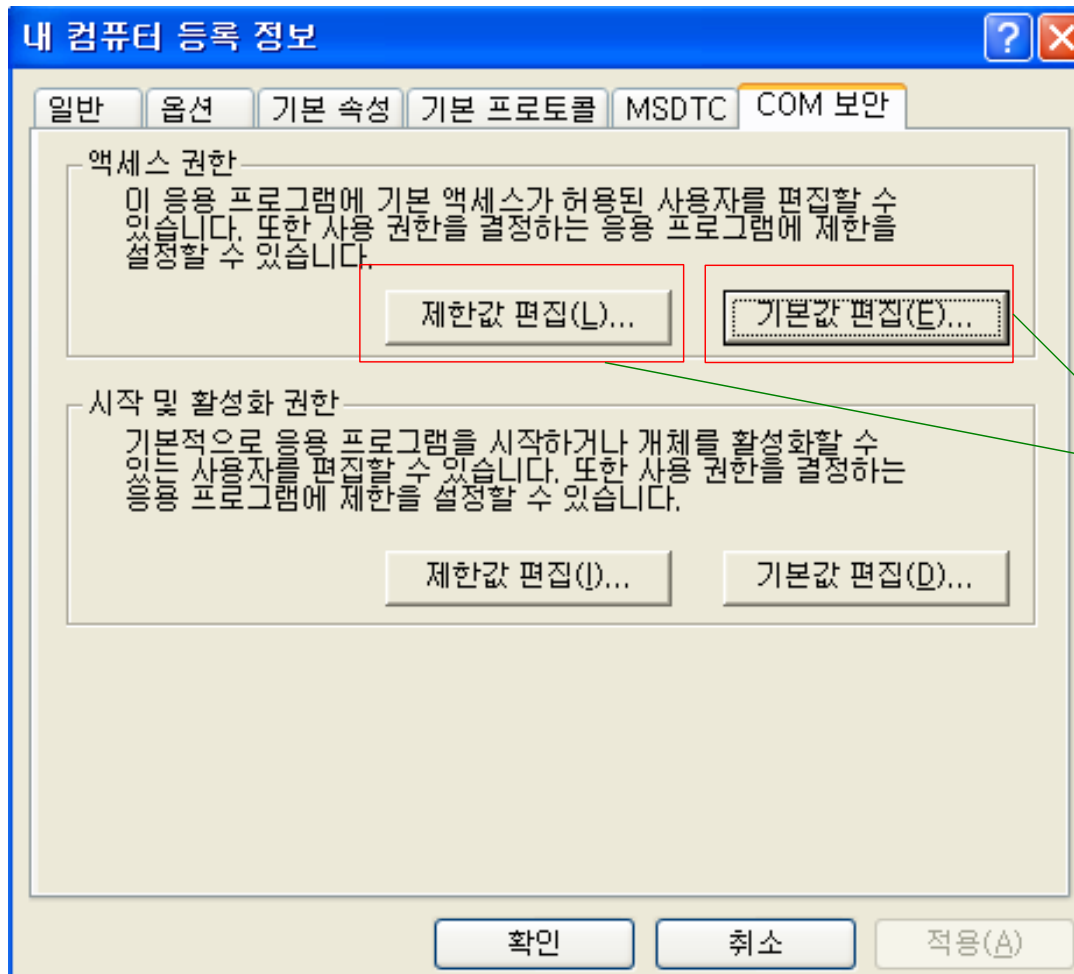 내 컴퓨터 등록 정보
일반 옵션 기본 속성 기본 프로토콜 MSDTC COM 보안
액세스 권한
이 응용 프로그램에 기본 액세스가 허용된 사용자를 편집할 수
있습니다. 또한 사용 권한을 결정하는 응용 프로그램에 제한을
설정할 수 있습니다.
제한값 편집(L)... 기본값 편집(E)...
시작 및 활성화 권한
기본적으로 응용 프로그램을 시작하거나 개체를 활성화할 수
있는 사용자를 편집할 수 있습니다. 또한 사용 권한을 결정하는
응용 프로그램에 제한을 설정할 수 있습니다.
제한값 편집(I)... 기본값 편집(D)...
확인 취소 적용(A)